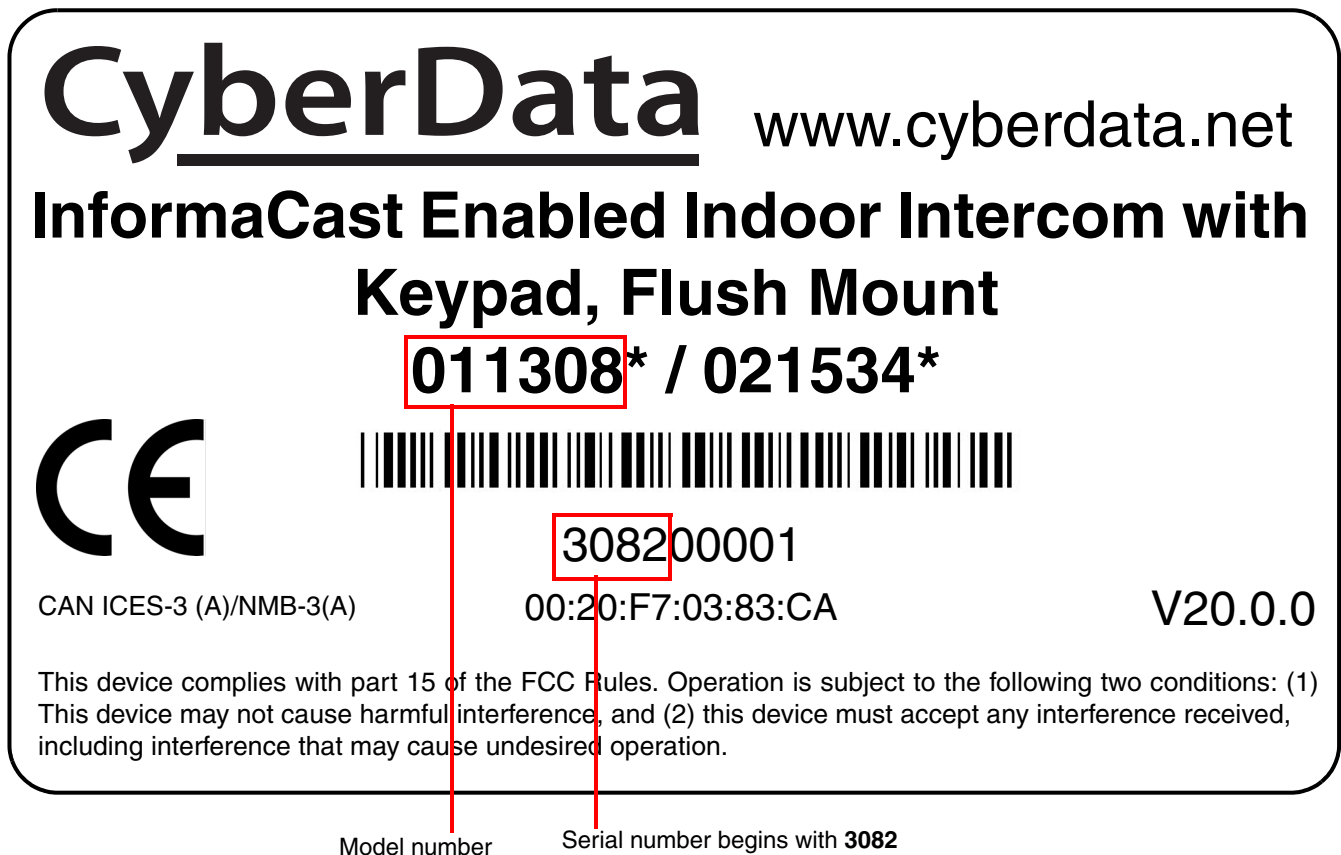 CyberData www.cyberdata.net
InformaCast Enabled Indoor Intercom with
Keypad, Flush Mount
011308* / 021534*
CE
308200001
CAN ICES-3 (A)/NMB-3(A) 00:20:F7:03:83:CA V20.0.0
This device complies with part 15 of the FCC Rules. Operation is subject to the following two conditions: (1)
This device may not cause harmful interference, and (2) this device must accept any interference received,
including interference that may cause undesired operation.
Model number Serial number begins with 3082